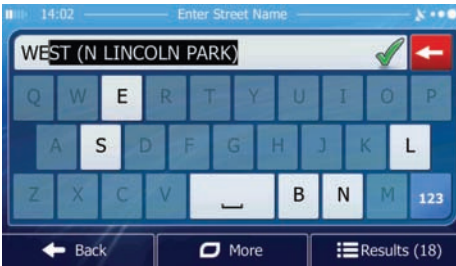 14:02 Enter Street Name
WEST (N LINCOLN PARK)
Q W E R T Y U I O P
A S D F G H J K L
Z X C V B N M 123
Back More Results (18)